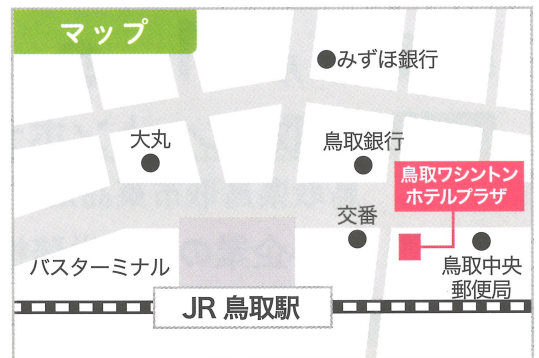 マップ
みずほ銀行
大丸
鳥取銀行
鳥取ワシントン
ホテルプラザ
交番
バスターミナル
鳥取中央
郵便局
JR 鳥取駅